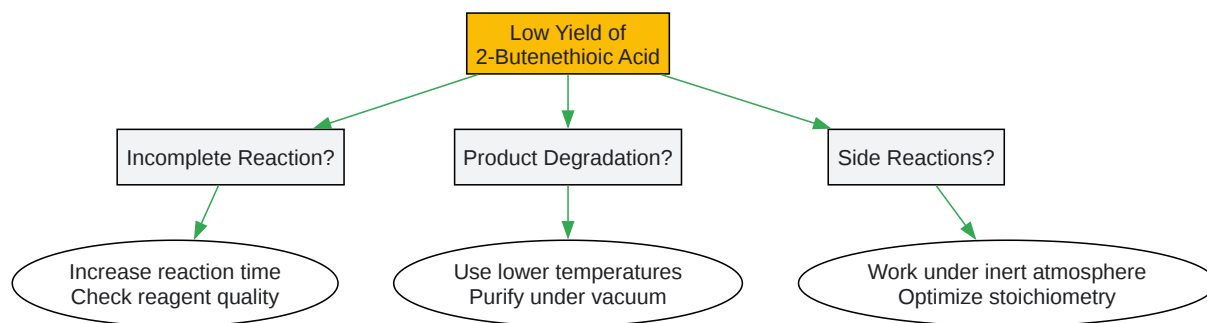 Low Yield of
2-Butenethioic Acid
Incomplete Reaction?
Product Degradation?
Side Reactions?
Increase reaction time
Check reagent quality
Use lower temperatures
Purify under vacuum
Work under inert atmosphere
Optimize stoichiometry